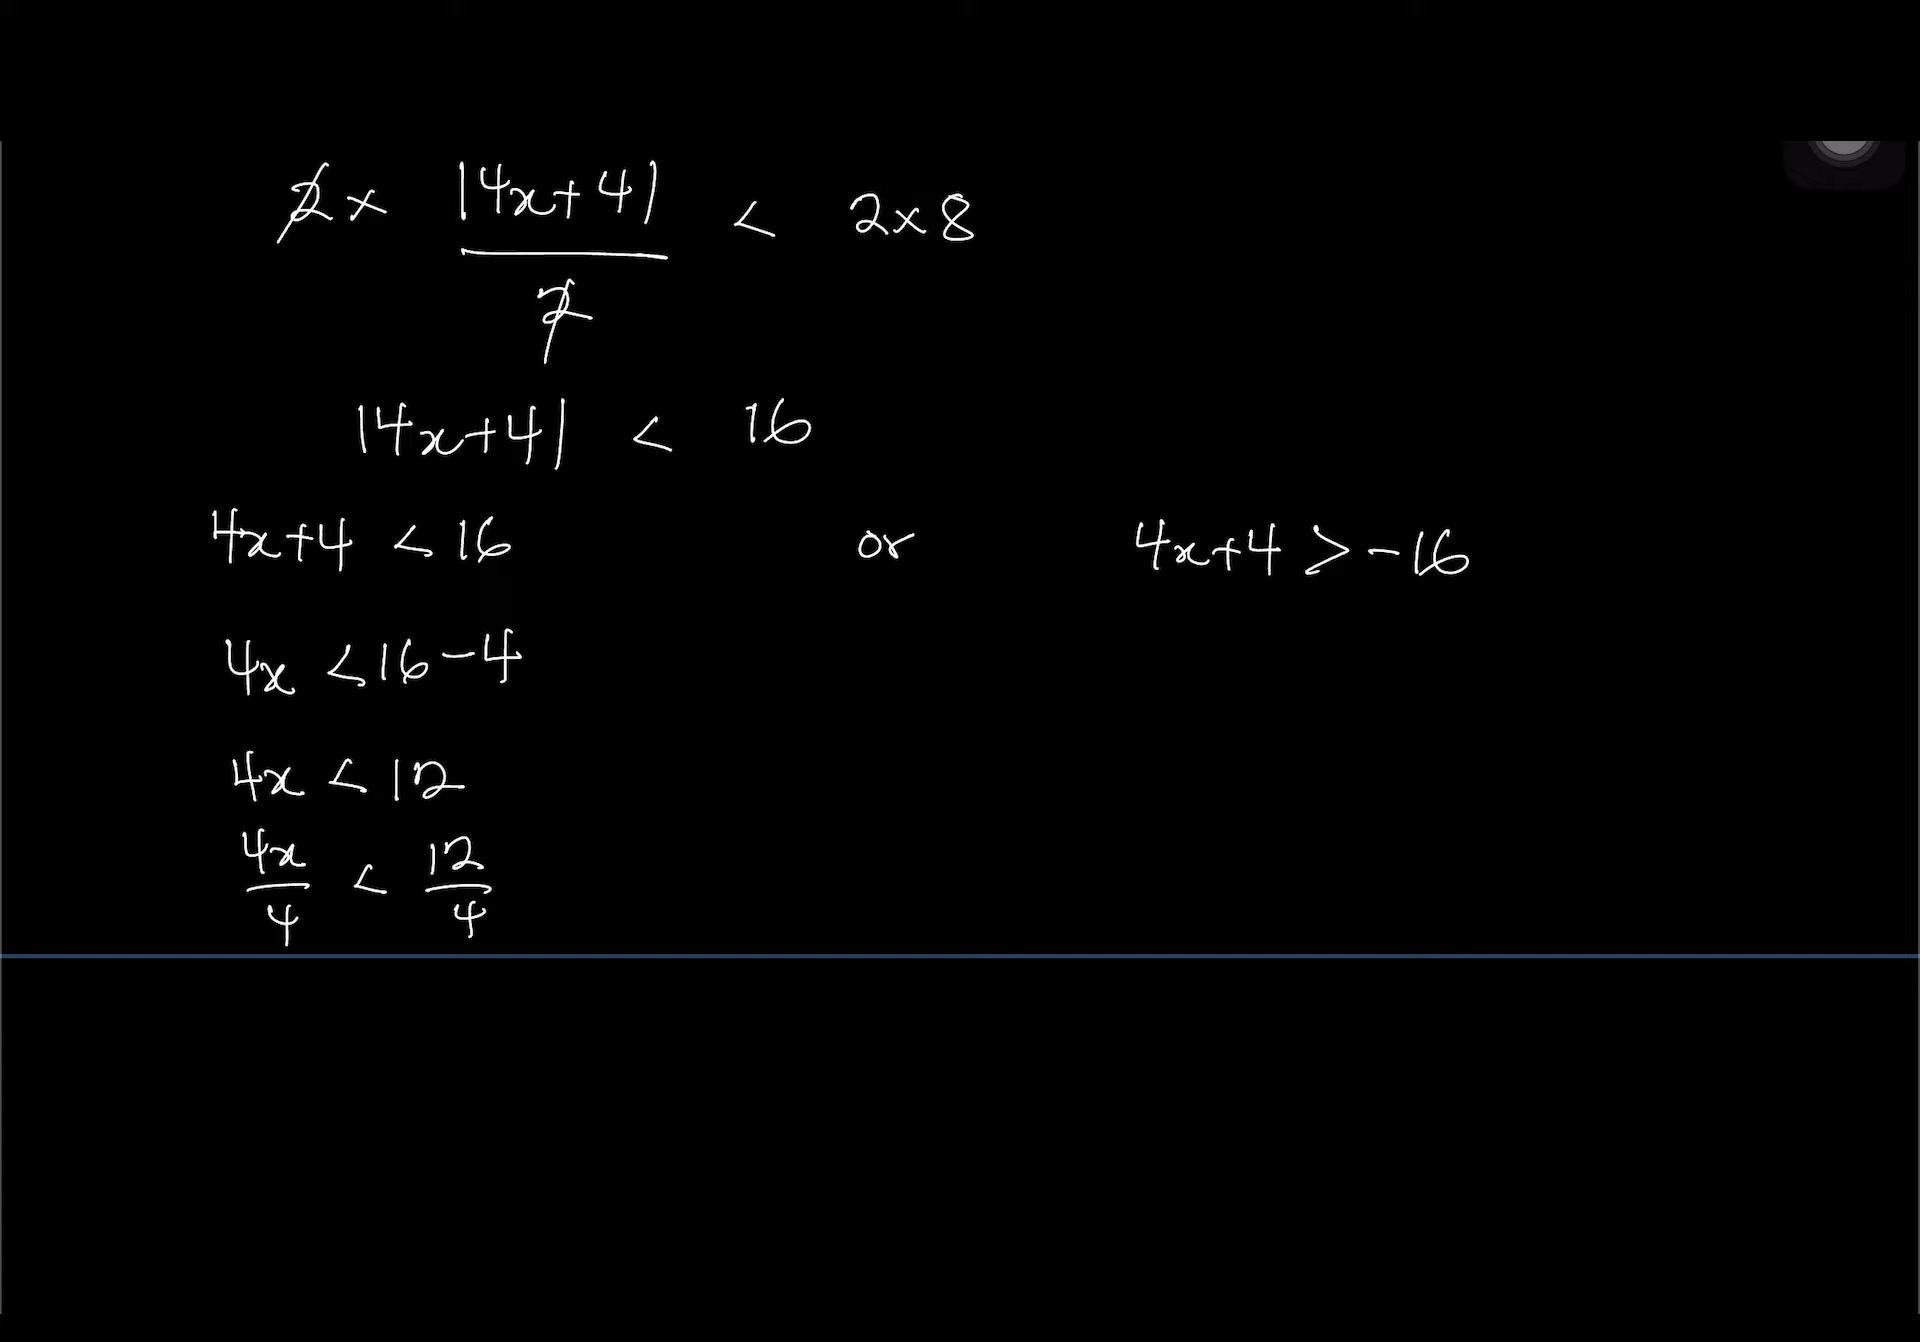 2 × |4x+4| / 2 < 2×8
|4x+4| < 16
4x+4 < 16 or 4x+4 > -16
4x < 16-4
4x < 12
4x/4 < 12/4